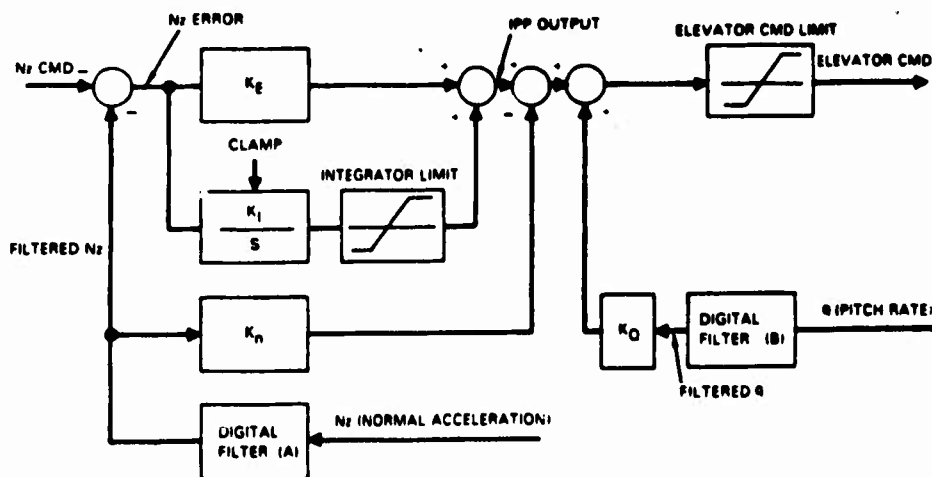 Nz ERROR
IPP OUTPUT
ELEVATOR CMD LIMIT
Nz CMD -
-
KE
+
+
+
-
+
+
ELEVATOR CMD
CLAMP
INTEGRATOR LIMIT
KI
S
FILTERED Nz
Kn
KQ
DIGITAL
FILTER (B)
Q (PITCH RATE)
FILTERED Q
DIGITAL
FILTER (A)
Nz (NORMAL ACCELERATION)